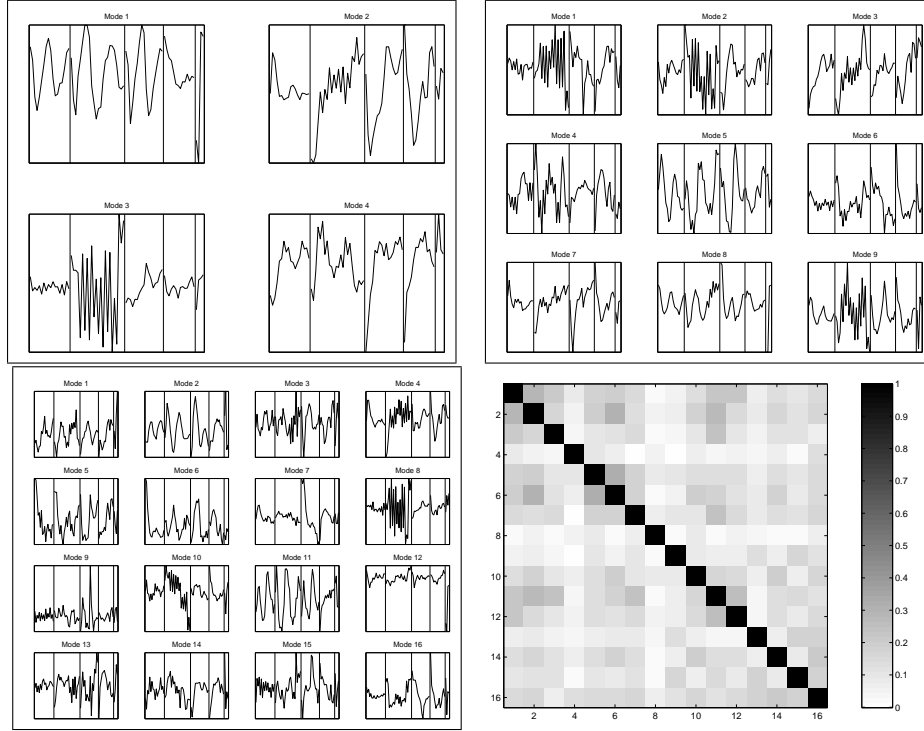 Mode 1
Mode 2
Mode 3
Mode 4
Mode 1
Mode 2
Mode 3
Mode 4
Mode 5
Mode 6
Mode 7
Mode 8
Mode 9
Mode 1
Mode 2
Mode 3
Mode 4
Mode 5
Mode 6
Mode 7
Mode 8
Mode 9
Mode 10
Mode 11
Mode 12
Mode 13
Mode 14
Mode 15
Mode 16
2
4
6
8
10
12
14
16
2
4
6
8
10
12
14
16
1
0.9
0.8
0.7
0.6
0.5
0.4
0.3
0.2
0.1
0